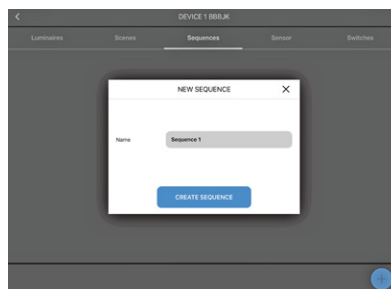 DEVICE 1 BBBJK
Luminaires Scenes Sequences Sensor Switches
NEW SEQUENCE
Name Sequence 1
CREATE SEQUENCE